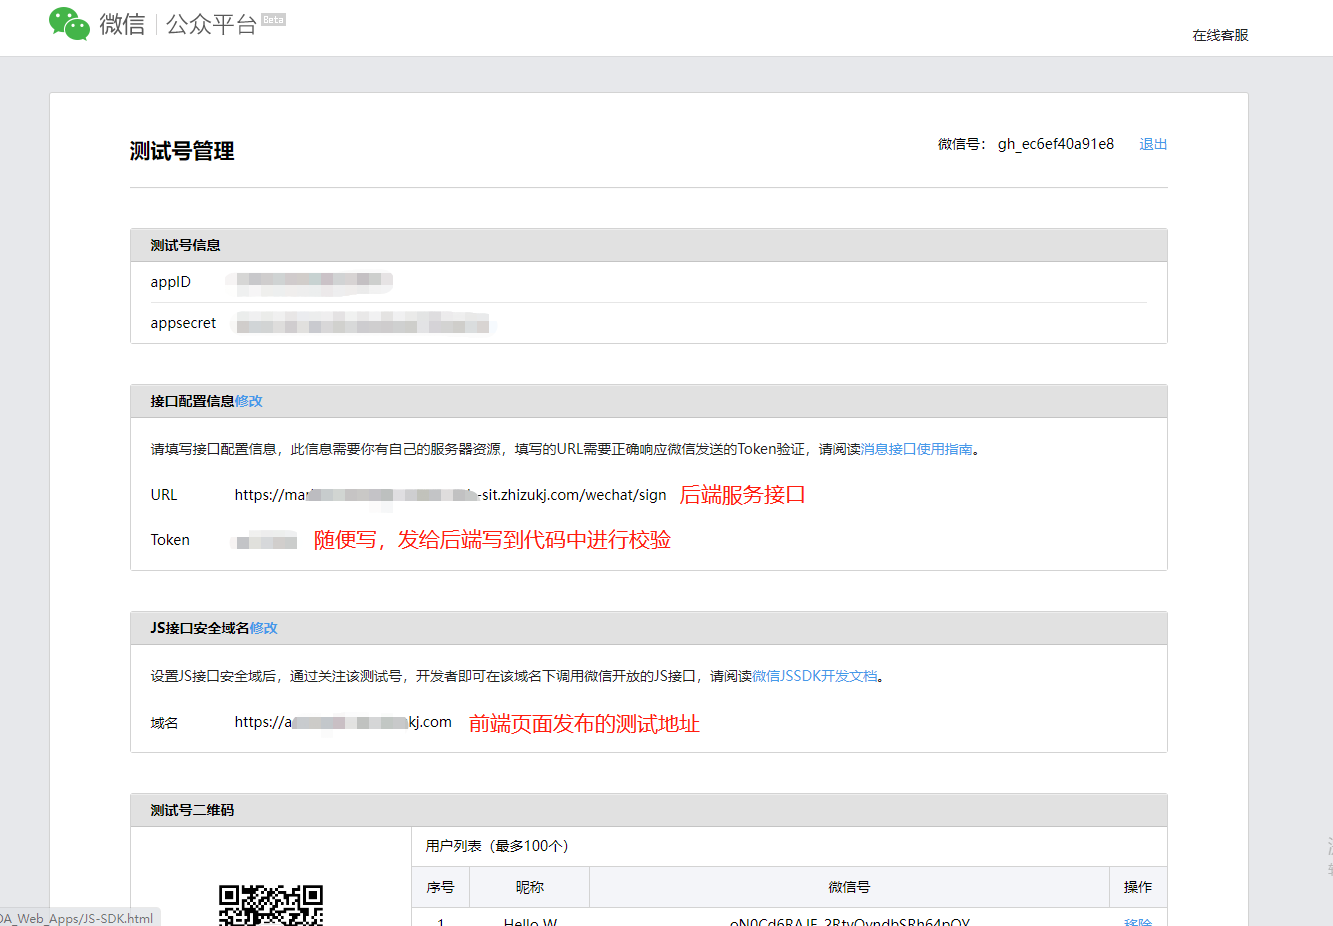 微信 公众平台 Beta
在线客服
测试号管理
微信号： gh_ec6ef40a91e8 退出
测试号信息
appID
appsecret
接口配置信息修改
请填写接口配置信息，此信息需要你有自己的服务器资源，填写的URL需要正确响应微信发送的Token验证，请阅读消息接口使用指南。
URL https://mar -sit.zhizukj.com/wechat/sign 后端服务接口
Token 随便写，发给后端写到代码中进行校验
JS接口安全域名修改
设置JS接口安全域后，通过关注该测试号，开发者即可在该域名下调用微信开放的JS接口，请阅读微信JSSDK开发文档。
域名 https://a kj.com 前端页面发布的测试地址
测试号二维码
用户列表（最多100个）
序号 昵称 微信号 操作
1 Hello W 移除
OA_Web_Apps/JS-SDK.html